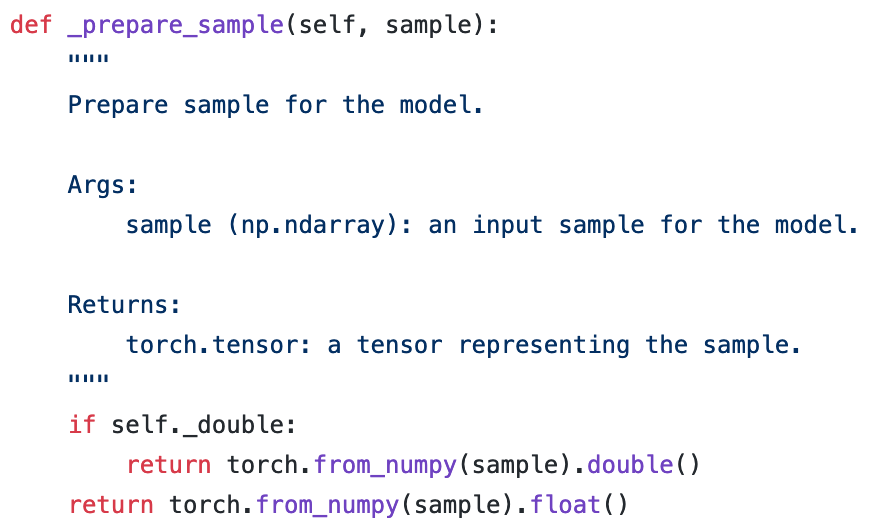 def _prepare_sample(self, sample):
    """
    Prepare sample for the model.

    Args:
        sample (np.ndarray): an input sample for the model.

    Returns:
        torch.tensor: a tensor representing the sample.
    """
    if self._double:
        return torch.from_numpy(sample).double()
    return torch.from_numpy(sample).float()